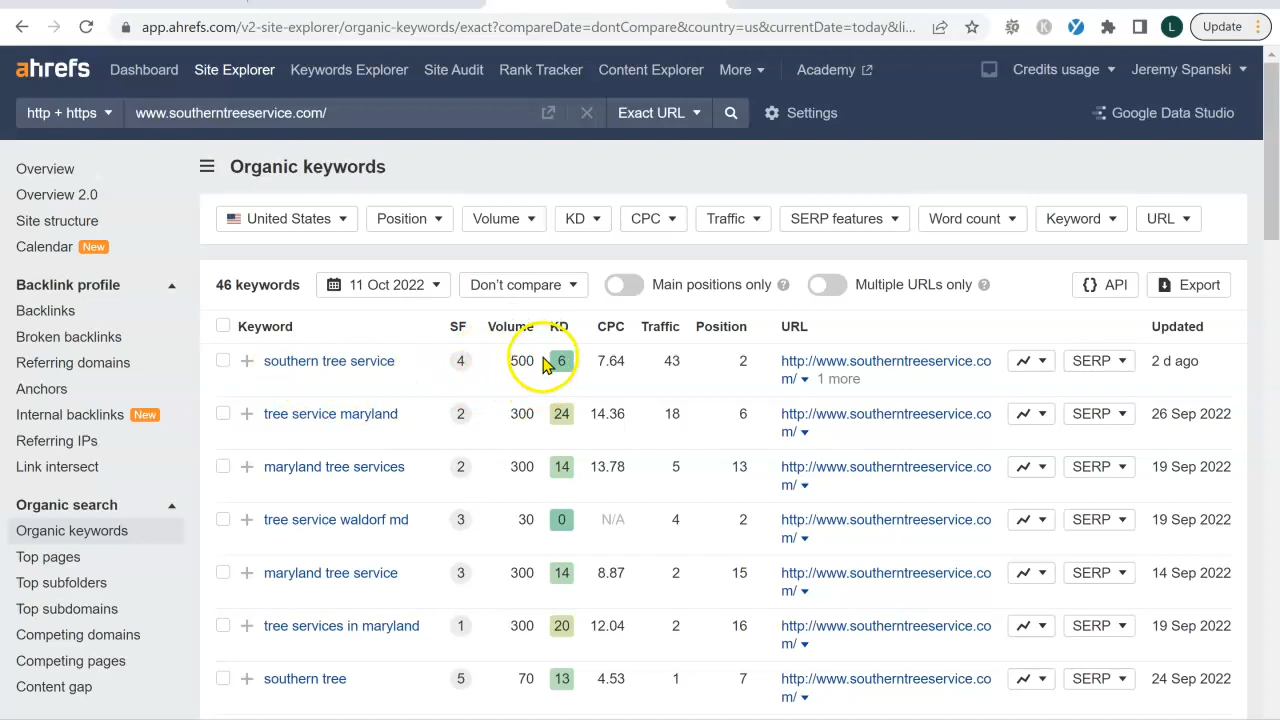 app.ahrefs.com/v2-site-explorer/organic-keywords/exact?compareDate=dontCompare&country=us&currentDate=today&li...
L
Update
ahrefs
Dashboard Site Explorer Keywords Explorer Site Audit Rank Tracker Content Explorer More Academy Credits usage Jeremy Spanski
http + https www.southerntreeservice.com/ Exact URL Settings Google Data Studio
Overview
Overview 2.0
Site structure
Calendar New
Backlink profile
Backlinks
Broken backlinks
Referring domains
Anchors
Internal backlinks New
Referring IPs
Link intersect
Organic search
Organic keywords
Top pages
Top subfolders
Top subdomains
Competing domains
Competing pages
Content gap
Organic keywords
United States Position Volume KD CPC Traffic SERP features Word count Keyword URL
46 keywords 11 Oct 2022 Don't compare Main positions only ? Multiple URLs only ? {} API Export
Keyword SF Volume KD CPC Traffic Position URL Updated
southern tree service 4 500 6 7.64 43 2 http://www.southerntreeservice.co SERP 2 d ago
m/ 1 more
tree service maryland 2 300 24 14.36 18 6 http://www.southerntreeservice.co SERP 26 Sep 2022
m/
maryland tree services 2 300 14 13.78 5 13 http://www.southerntreeservice.co SERP 19 Sep 2022
m/
tree service waldorf md 3 30 0 N/A 4 2 http://www.southerntreeservice.co SERP 19 Sep 2022
m/
maryland tree service 3 300 14 8.87 2 15 http://www.southerntreeservice.co SERP 14 Sep 2022
m/
tree services in maryland 1 300 20 12.04 2 16 http://www.southerntreeservice.co SERP 19 Sep 2022
m/
southern tree 5 70 13 4.53 1 7 http://www.southerntreeservice.co SERP 24 Sep 2022
m/